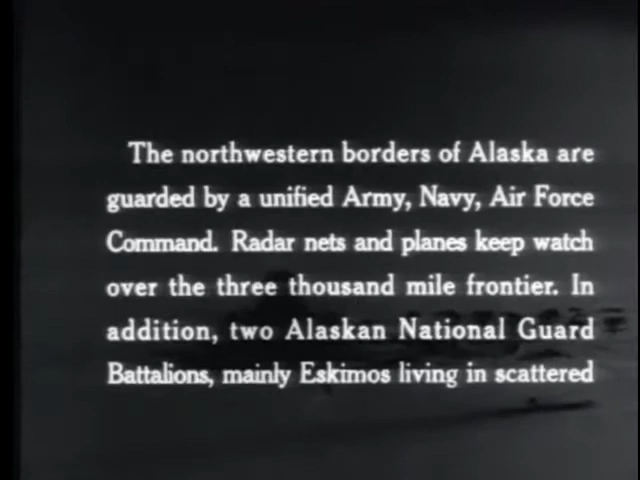 The northwestern borders of Alaska are
guarded by a unified Army, Navy, Air Force
Command. Radar nets and planes keep watch
over the three thousand mile frontier. In
addition, two Alaskan National Guard
Battalions, mainly Eskimos living in scattered